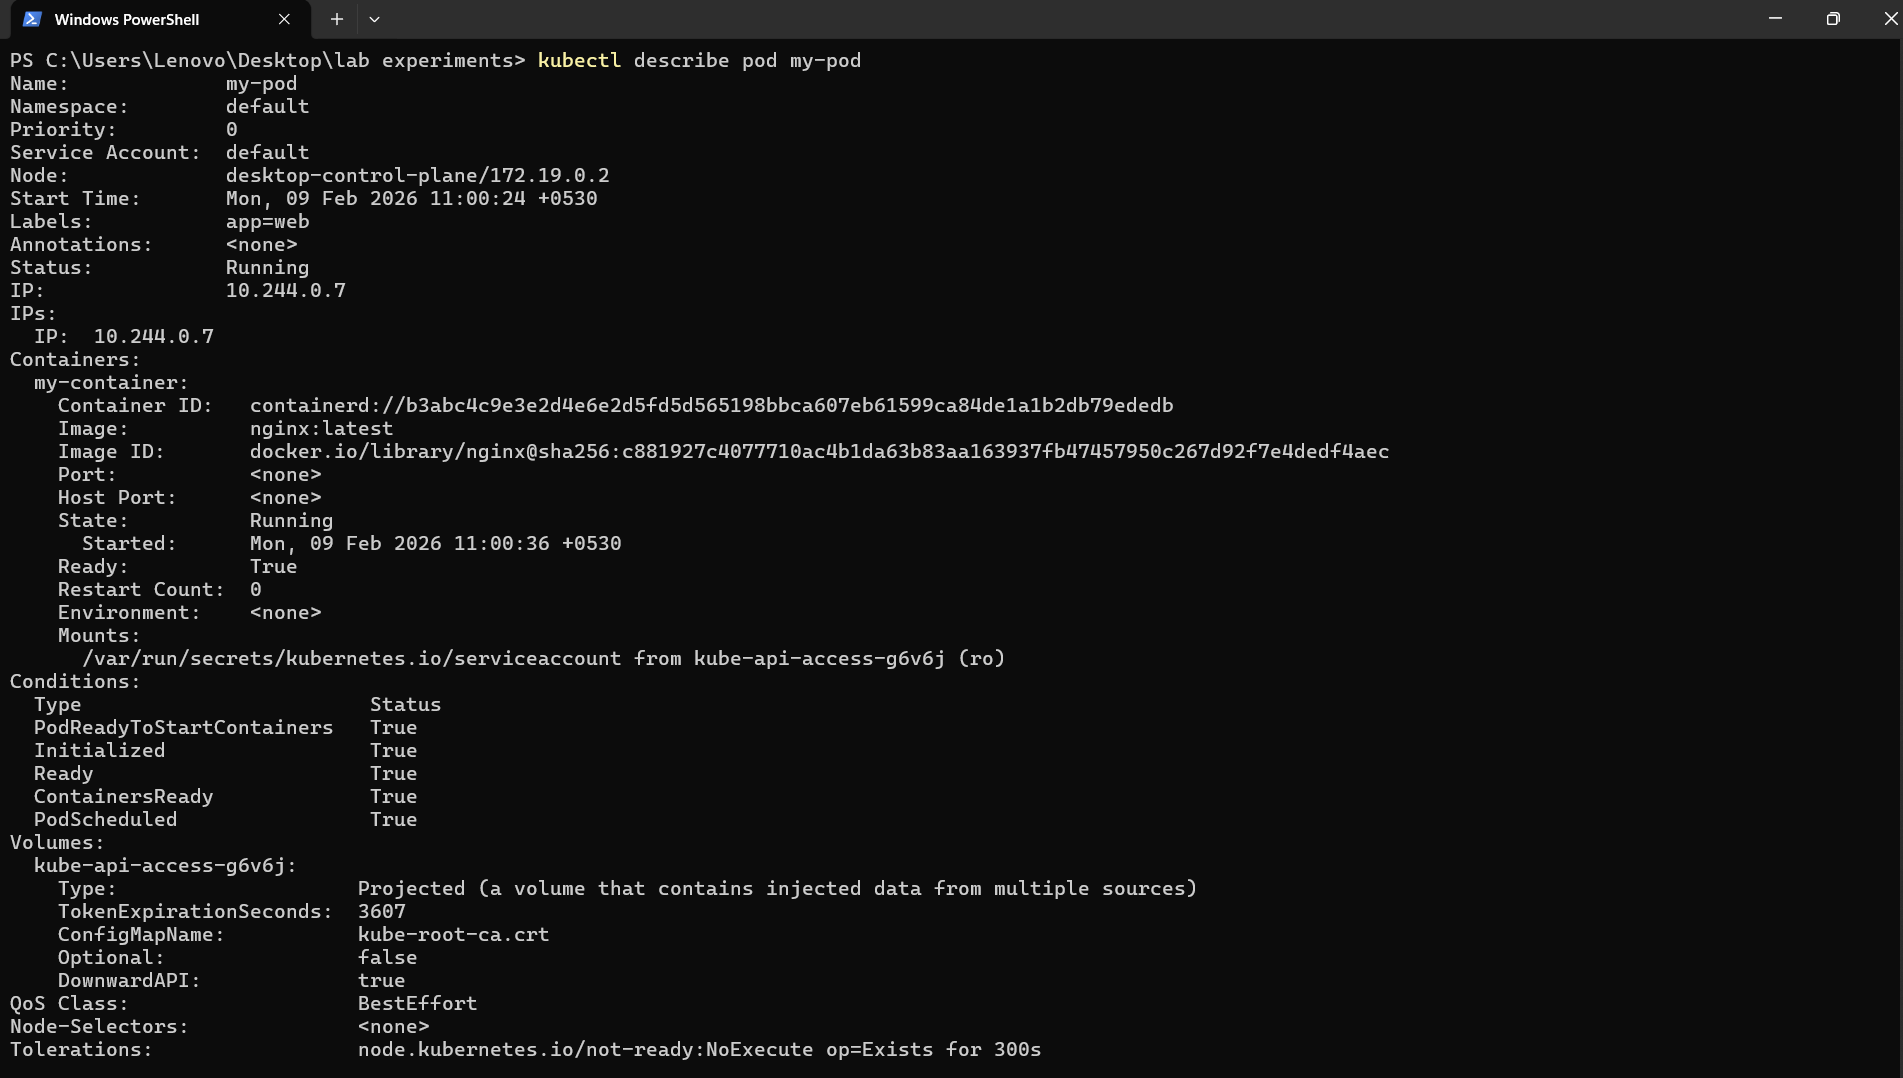 Windows PowerShell
PS C:\Users\Lenovo\Desktop\lab experiments> kubectl describe pod my-pod
Name:             my-pod
Namespace:        default
Priority:         0
Service Account:  default
Node:             desktop-control-plane/172.19.0.2
Start Time:       Mon, 09 Feb 2026 11:00:24 +0530
Labels:           app=web
Annotations:      <none>
Status:           Running
IP:               10.244.0.7
IPs:
  IP:  10.244.0.7
Containers:
  my-container:
    Container ID:   containerd://b3abc4c9e3e2d4e6e2d5fd5d565198bbca607eb61599ca84de1a1b2db79ededb
    Image:          nginx:latest
    Image ID:       docker.io/library/nginx@sha256:c881927c4077710ac4b1da63b83aa163937fb47457950c267d92f7e4dedf4aec
    Port:           <none>
    Host Port:      <none>
    State:          Running
      Started:      Mon, 09 Feb 2026 11:00:36 +0530
    Ready:          True
    Restart Count:  0
    Environment:    <none>
    Mounts:
      /var/run/secrets/kubernetes.io/serviceaccount from kube-api-access-g6v6j (ro)
Conditions:
  Type                        Status
  PodReadyToStartContainers   True
  Initialized                 True
  Ready                       True
  ContainersReady             True
  PodScheduled                True
Volumes:
  kube-api-access-g6v6j:
    Type:                    Projected (a volume that contains injected data from multiple sources)
    TokenExpirationSeconds:  3607
    ConfigMapName:           kube-root-ca.crt
    Optional:                false
    DownwardAPI:             true
QoS Class:                   BestEffort
Node-Selectors:              <none>
Tolerations:                 node.kubernetes.io/not-ready:NoExecute op=Exists for 300s